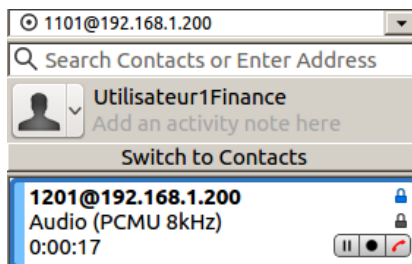 1101@192.168.1.200
Search Contacts or Enter Address
Utilisateur1Finance
Add an activity note here
Switch to Contacts
1201@192.168.1.200
Audio (PCMU 8kHz)
0:00:17